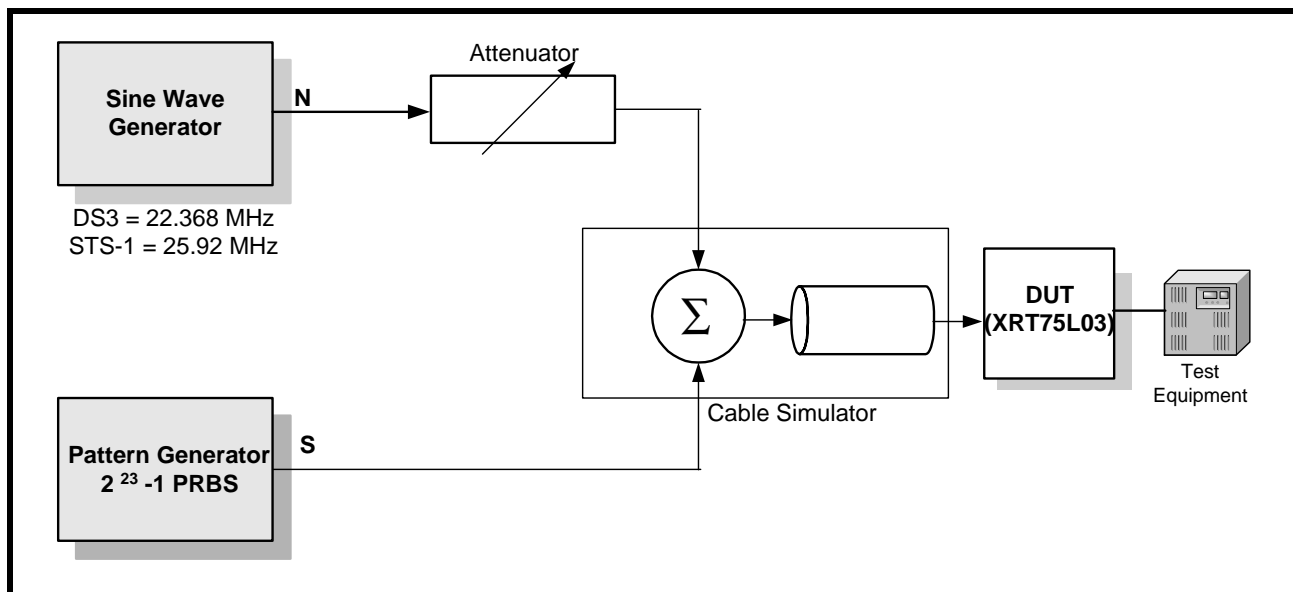 Attenuator
Sine Wave
Generator
N
DS3 = 22.368 MHz
STS-1 = 25.92 MHz
Σ
DUT
(XRT75L03)
Test
Equipment
Cable Simulator
Pattern Generator
2 23 -1 PRBS
S